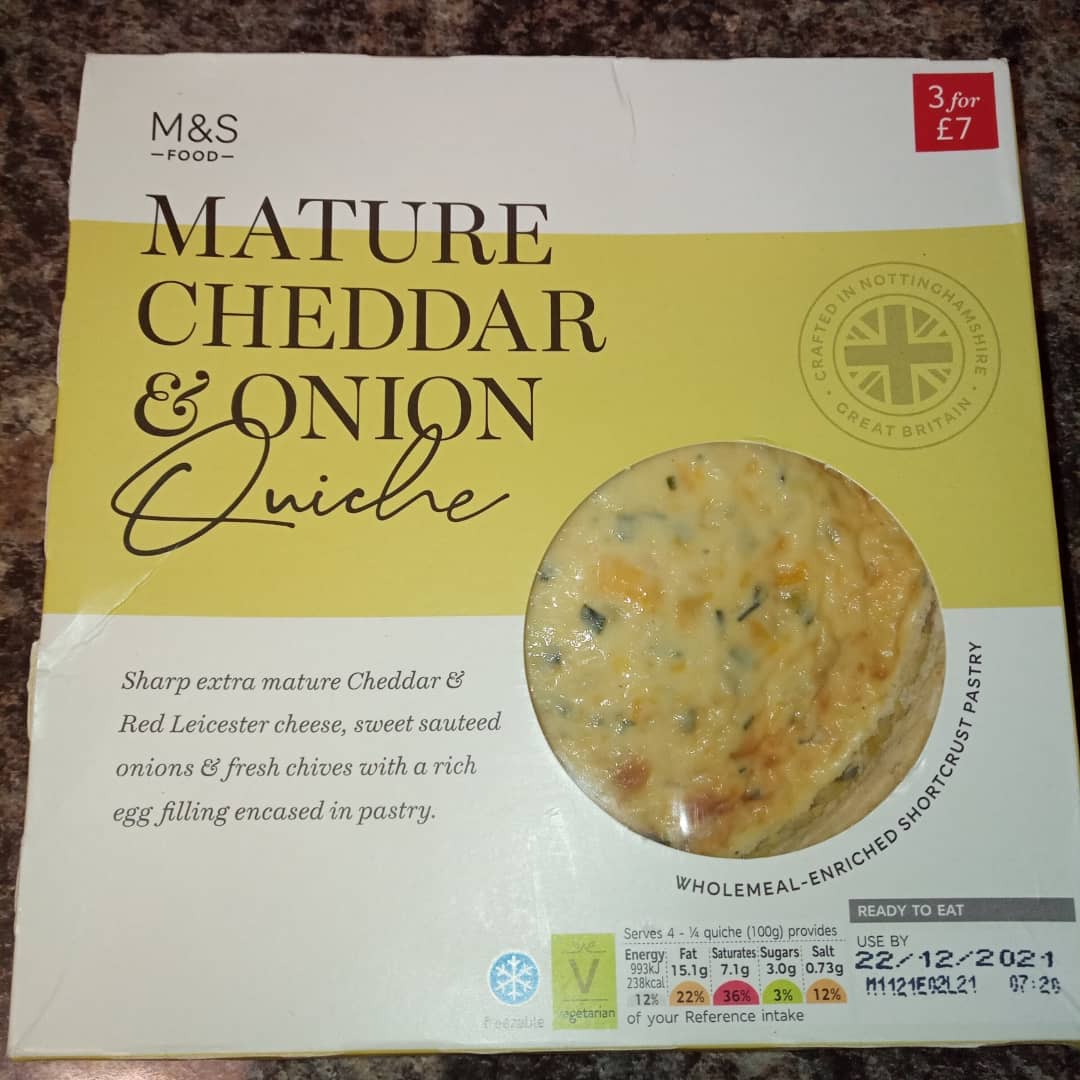 M&S
—FOOD—
3 for
£7
MATURE
CHEDDAR
& ONION
Quiche
CRAFTED IN NOTTINGHAMSHIRE
• GREAT BRITAIN •
Sharp extra mature Cheddar &
Red Leicester cheese, sweet sauteed
onions & fresh chives with a rich
egg filling encased in pastry.
WHOLEMEAL-ENRICHED SHORTCRUST PASTRY
READY TO EAT
USE BY
22/12/2021
07:26
Serves 4 - ¼ quiche (100g) provides
Energy Fat Saturates Sugars Salt
993kJ 15.1g 7.1g 3.0g 0.73g
238kcal
12% 22% 36% 3% 12%
of your Reference intake
freezable
V
vegetarian